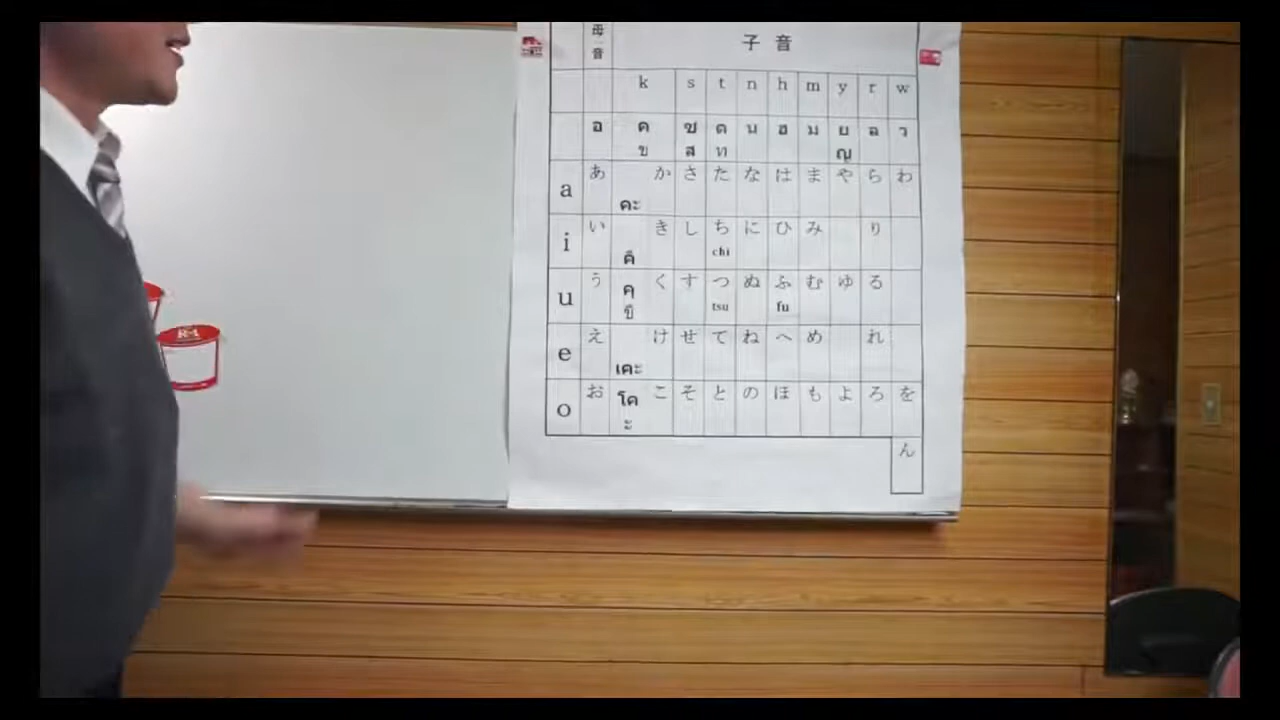 母音 子音
k s t n h m y r w
อ ค ซ ต น ฮ ม ย ล ว
ข ส ท ญ
a あ คะ か さ た な は ま や ら わ
i い คิ き し ち に ひ み り
chi
u う คุ く す つ ぬ ふ む ゆ る
ขึ tsu fu
e え เคะ け せ て ね へ め れ
o お โคะ こ そ と の ほ も よ ろ を
ん